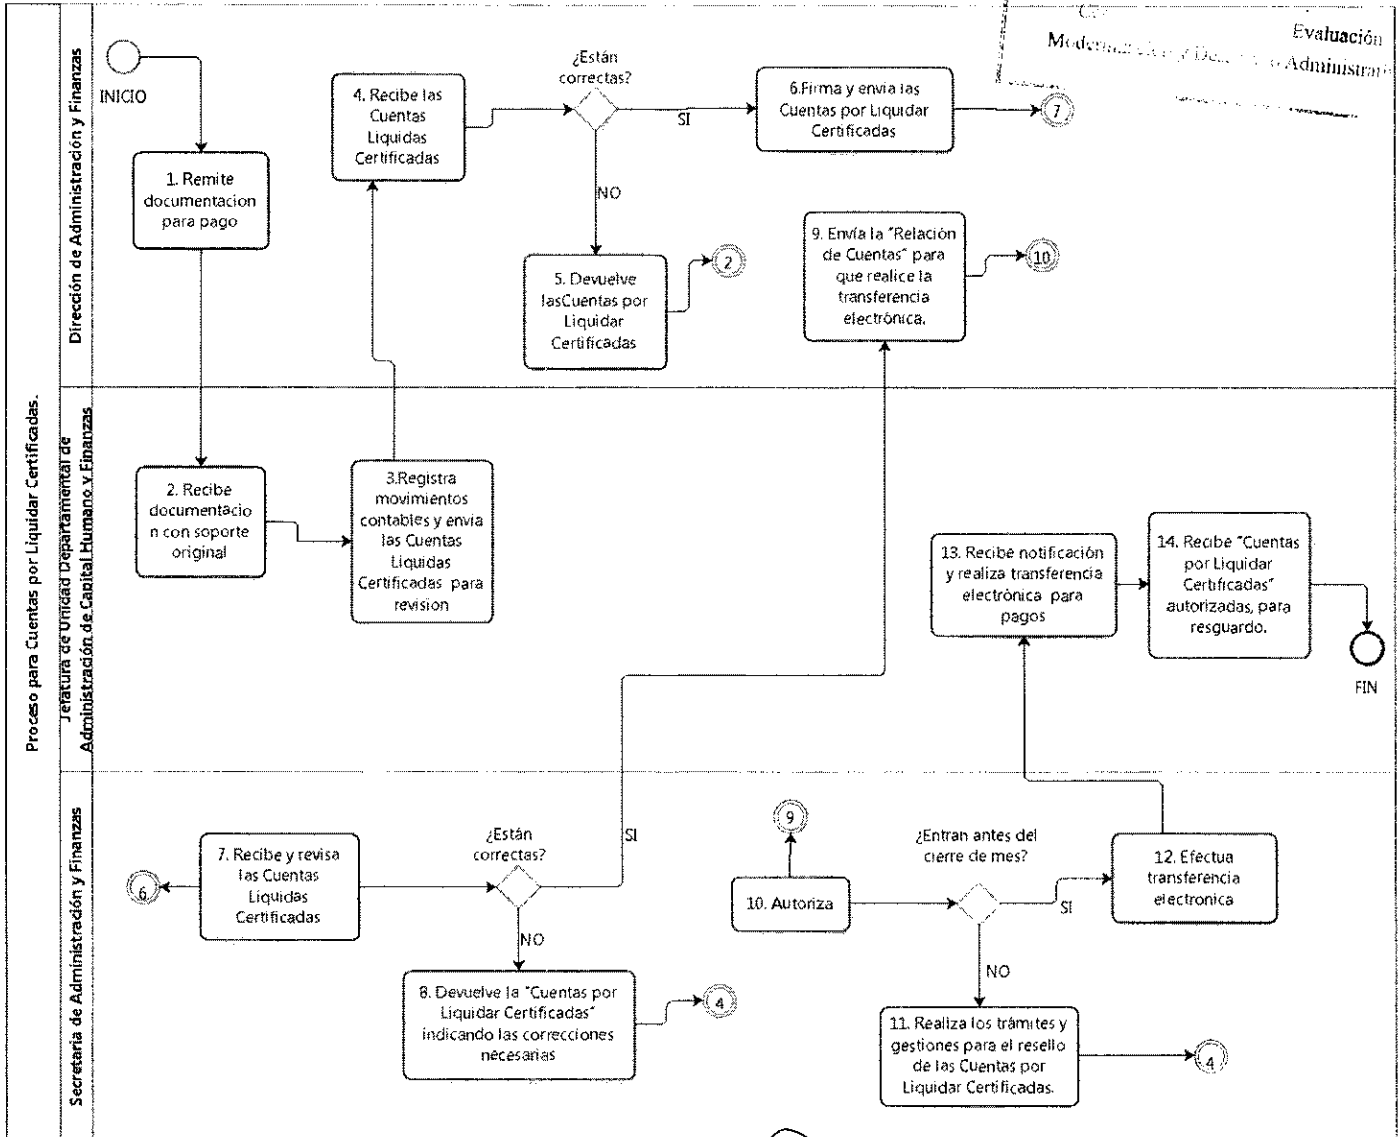 Evaluación
Administrati
Proceso para Cuentas por Liquidar Certificadas.
Dirección de Administración y Finanzas
INICIO
1. Remite
documentacion
para pago
4. Recibe las
Cuentas
Liquidas
Certificadas
¿Están
correctas?
SI
NO
5. Devuelve
lasCuentas por
Liquidar
Certificadas
2
6.Firma y envia las
Cuentas por Liquidar
Certificadas
7
9. Envía la "Relación
de Cuentas" para
que realice la
transferencia
electrónica.
10
Jefatura de Unidad Departamental de
Administración de Capital Humano y Finanzas
2. Recibe
documentacio
n con soporte
original
3.Registra
movimientos
contables y envia
las Cuentas
Liquidas
Certificadas para
revision
13. Recibe notificación
y realiza transferencia
electrónica para
pagos
14. Recibe "Cuentas
por Liquidar
Certificadas"
autorizadas, para
resguardo.
FIN
Secretaria de Administración y Finanzas
6
7. Recibe y revisa
las Cuentas
Liquidas
Certificadas
¿Están
correctas?
SI
NO
8. Devuelve la "Cuentas por
Liquidar Certificadas"
indicando las correcciones
necesarias
4
9
10. Autoriza
¿Entran antes del
cierre de mes?
SI
NO
12. Efectua
transferencia
electronica
11. Realiza los trámites y
gestiones para el resello
de las Cuentas por
Liquidar Certificadas.
4